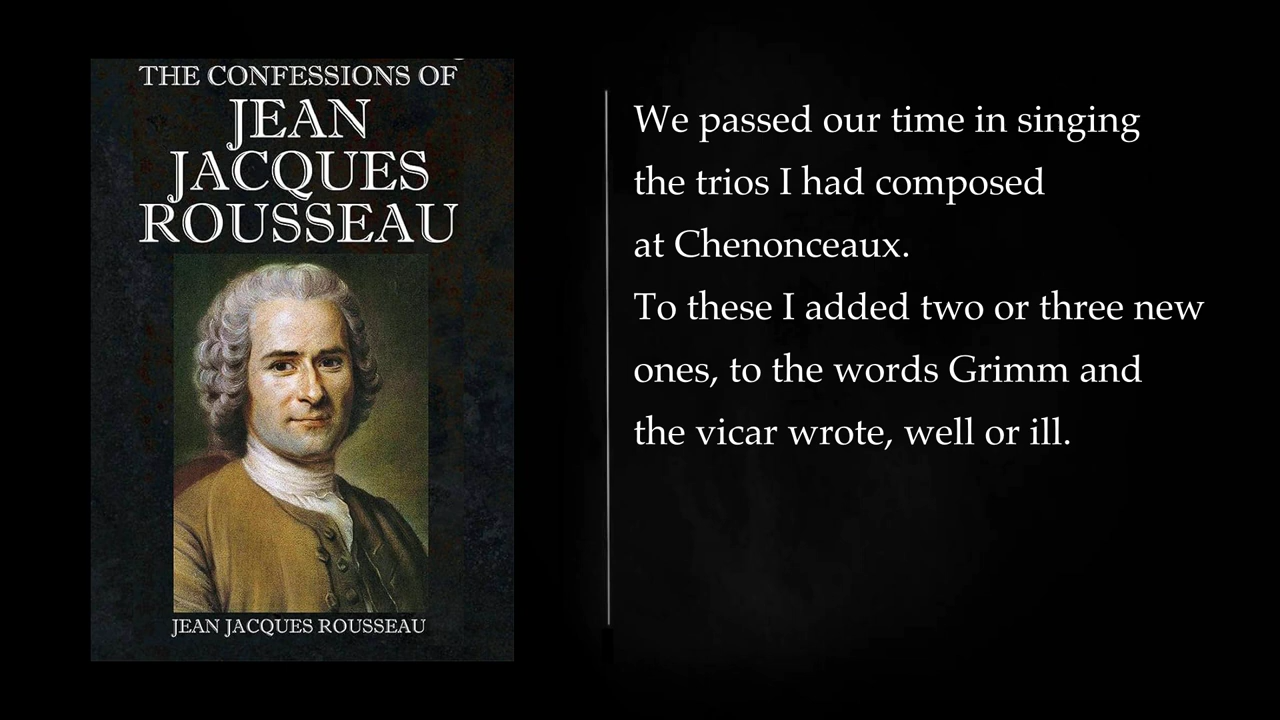 THE CONFESSIONS OF
JEAN
JACQUES
ROUSSEAU
JEAN JACQUES ROUSSEAU
We passed our time in singing
the trios I had composed
at Chenonceaux.
To these I added two or three new
ones, to the words Grimm and
the vicar wrote, well or ill.